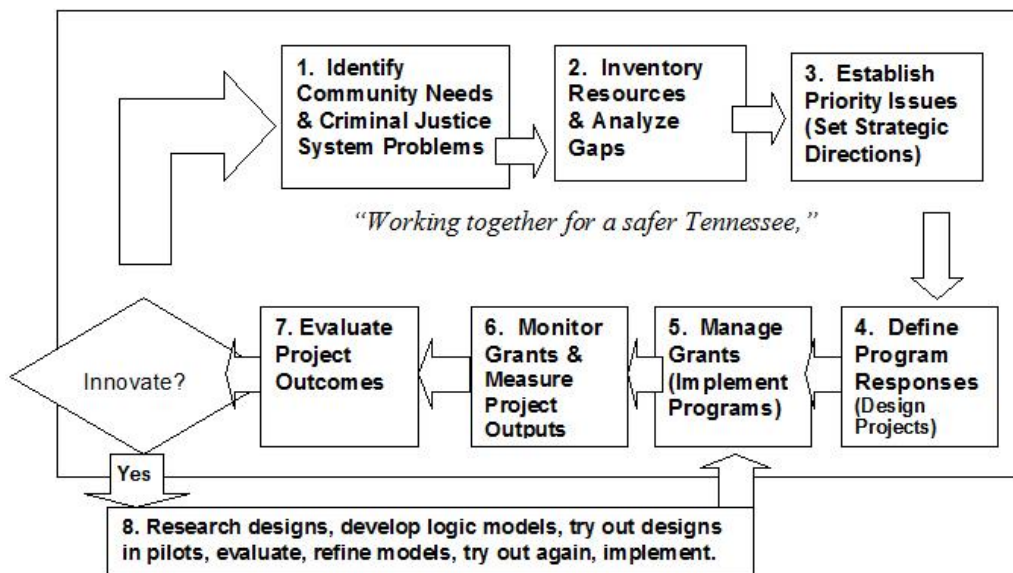 1. Identify
Community Needs
& Criminal Justice
System Problems
2. Inventory
Resources
& Analyze
Gaps
3. Establish
Priority Issues
(Set Strategic
Directions)
“Working together for a safer Tennessee,”
4. Define
Program
Responses
(Design
Projects)
5. Manage
Grants
(Implement
Programs)
6. Monitor
Grants &
Measure
Project
Outputs
7. Evaluate
Project
Outcomes
Innovate?
Yes
8. Research designs, develop logic models, try out designs
in pilots, evaluate, refine models, try out again, implement.